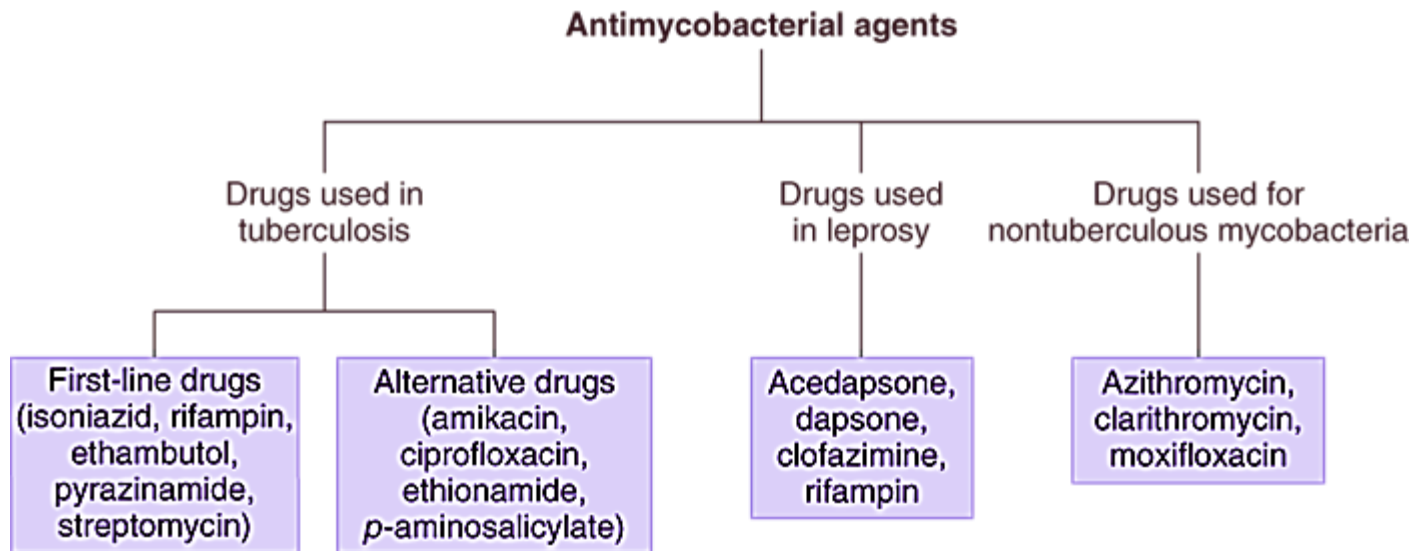 Antimycobacterial agents
Drugs used in
tuberculosis
Drugs used
in leprosy
Drugs used for
nontuberculous mycobacteria
First-line drugs
(isoniazid, rifampin,
ethambutol,
pyrazinamide,
streptomycin)
Alternative drugs
(amikacin,
ciprofloxacin,
ethionamide,
p-aminosalicylate)
Acedapsone,
dapsone,
clofazimine,
rifampin
Azithromycin,
clarithromycin,
moxifloxacin